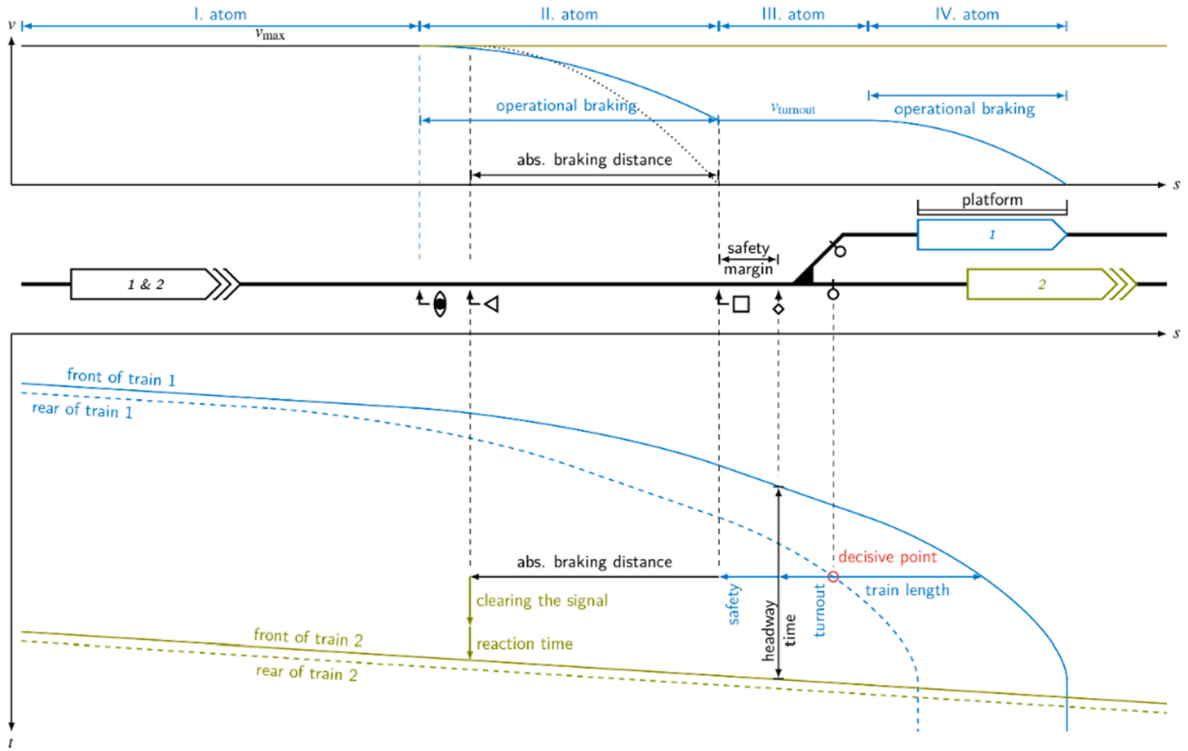 I. atom
II. atom
III. atom
IV. atom
v
v_max
operational braking
v_turnout
operational braking
abs. braking distance
s
platform
safety
margin
1 & 2
1
2
s
front of train 1
rear of train 1
abs. braking distance
decisive point
safety
turnout
train length
clearing the signal
headway
time
reaction time
front of train 2
rear of train 2
t